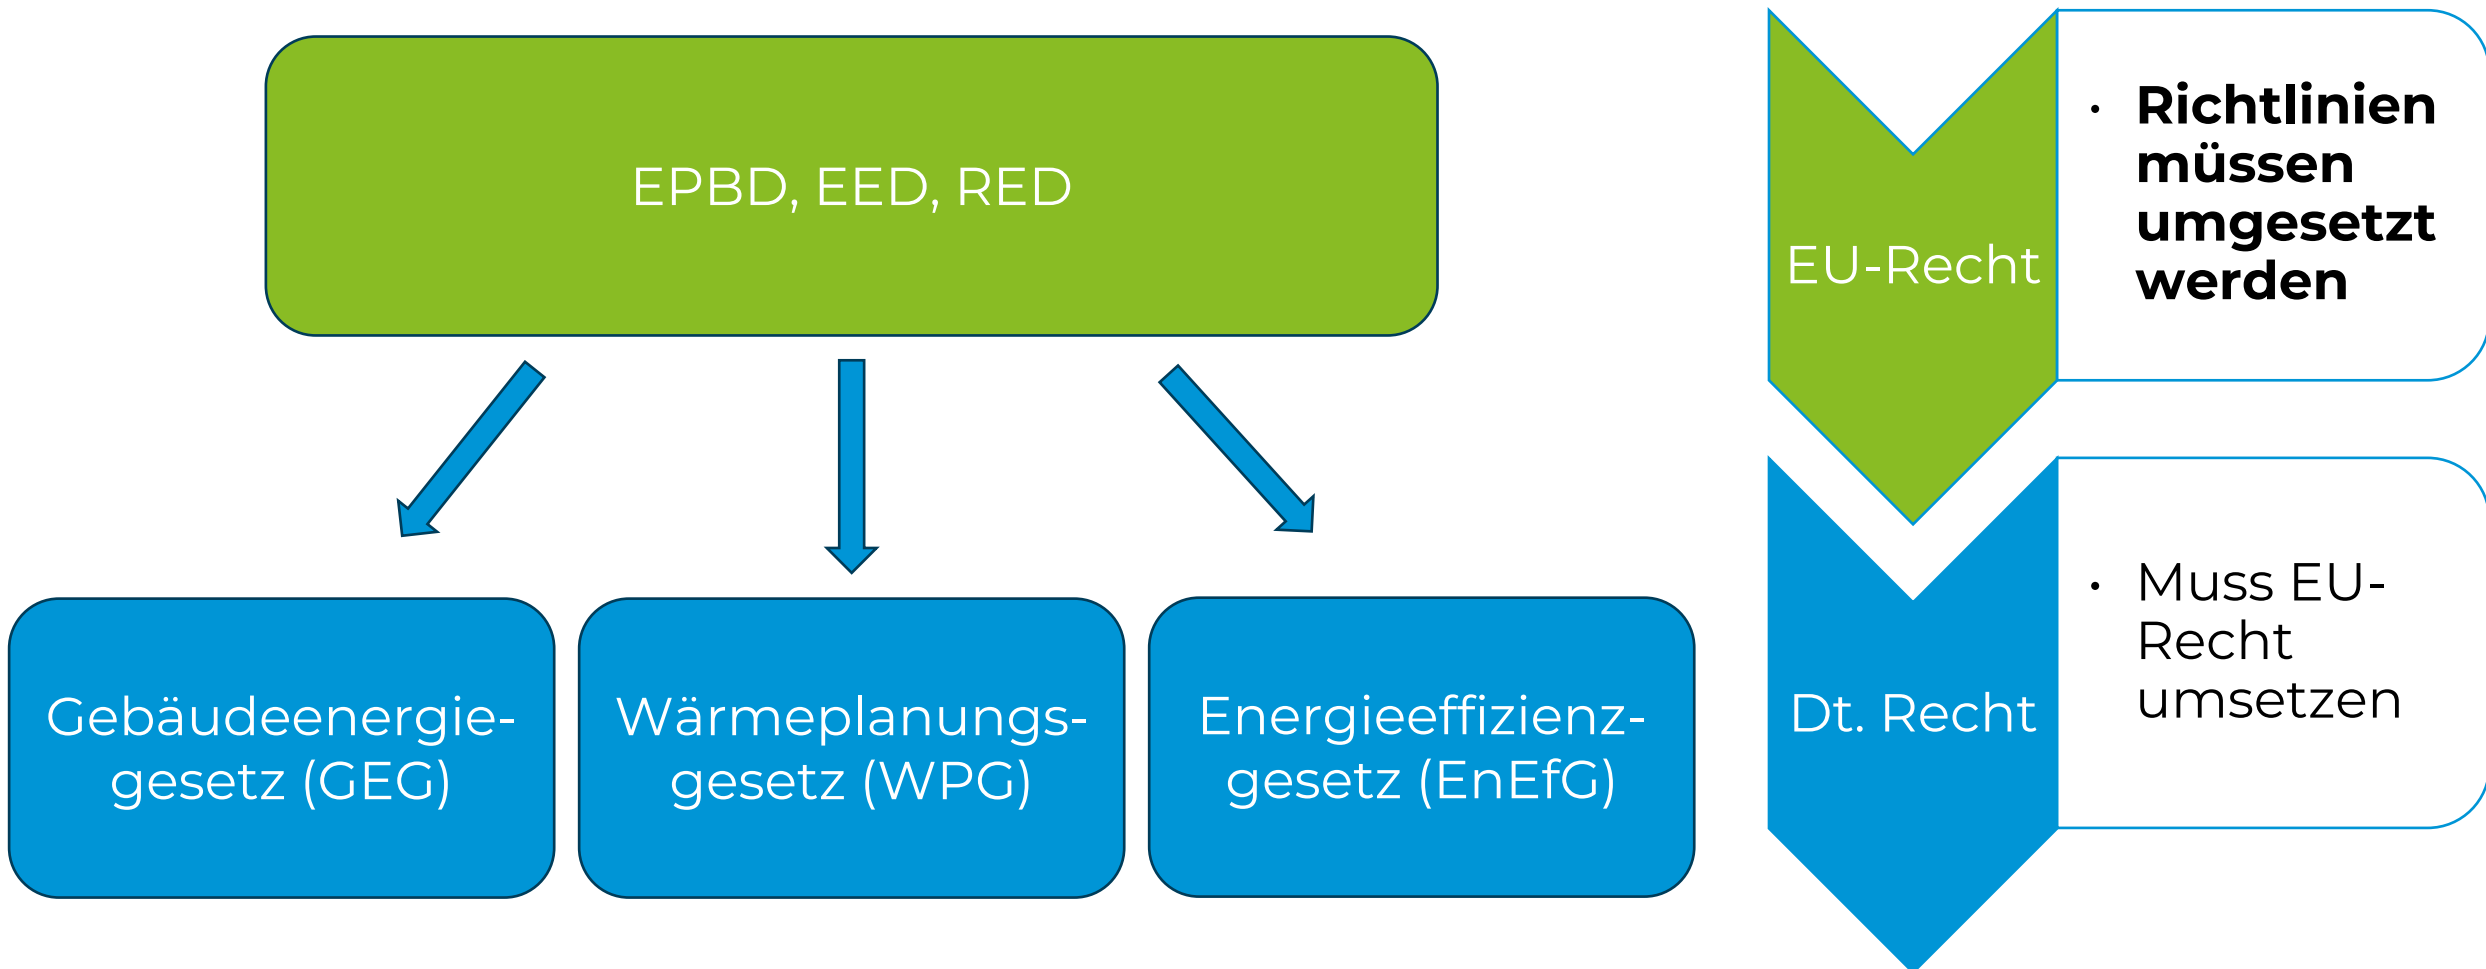 EPBD, EED, RED
Gebäudeenergie-
gesetz (GEG)
Wärmeplanungs-
gesetz (WPG)
Energieeffizienz-
gesetz (EnEfG)
EU-Recht
• Richtlinien
müssen
umgesetzt
werden
Dt. Recht
• Muss EU-
Recht
umsetzen